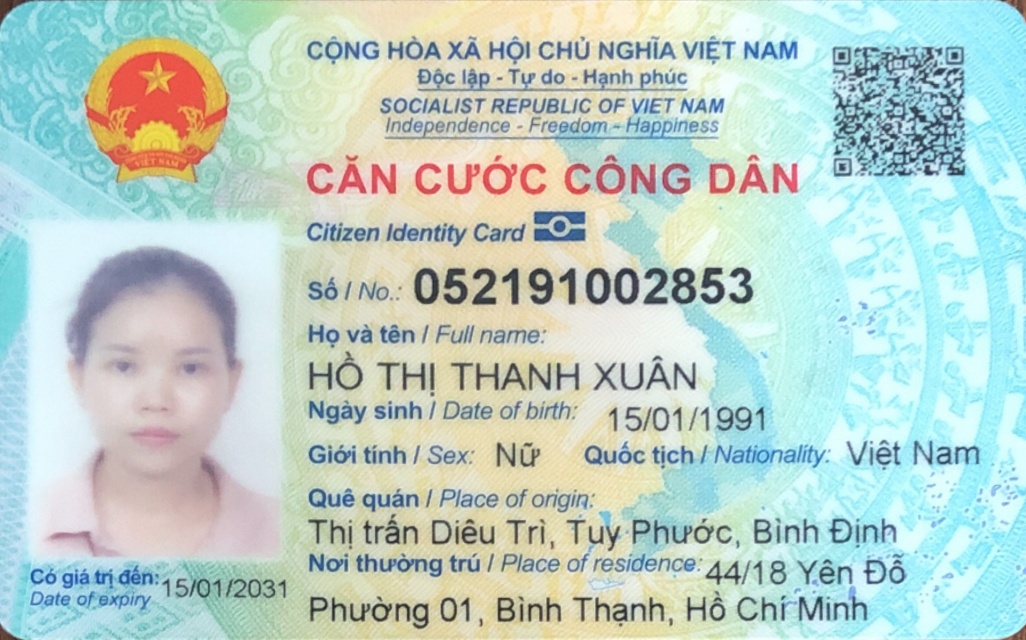 CỘNG HÒA XÃ HỘI CHỦ NGHĨA VIỆT NAM
Độc lập - Tự do - Hạnh phúc
SOCIALIST REPUBLIC OF VIET NAM
Independence - Freedom - Happiness
CĂN CƯỚC CÔNG DÂN
Citizen Identity Card
Số / No.: 052191002853
Họ và tên / Full name:
HỒ THỊ THANH XUÂN
Ngày sinh / Date of birth: 15/01/1991
Giới tính / Sex: Nữ Quốc tịch / Nationality: Việt Nam
Quê quán / Place of origin:
Thị trấn Diêu Trì, Tuy Phước, Bình Định
Nơi thường trú / Place of residence: 44/18 Yên Đỗ
Phường 01, Bình Thạnh, Hồ Chí Minh
Có giá trị đến: 15/01/2031
Date of expiry
VIỆT NAM